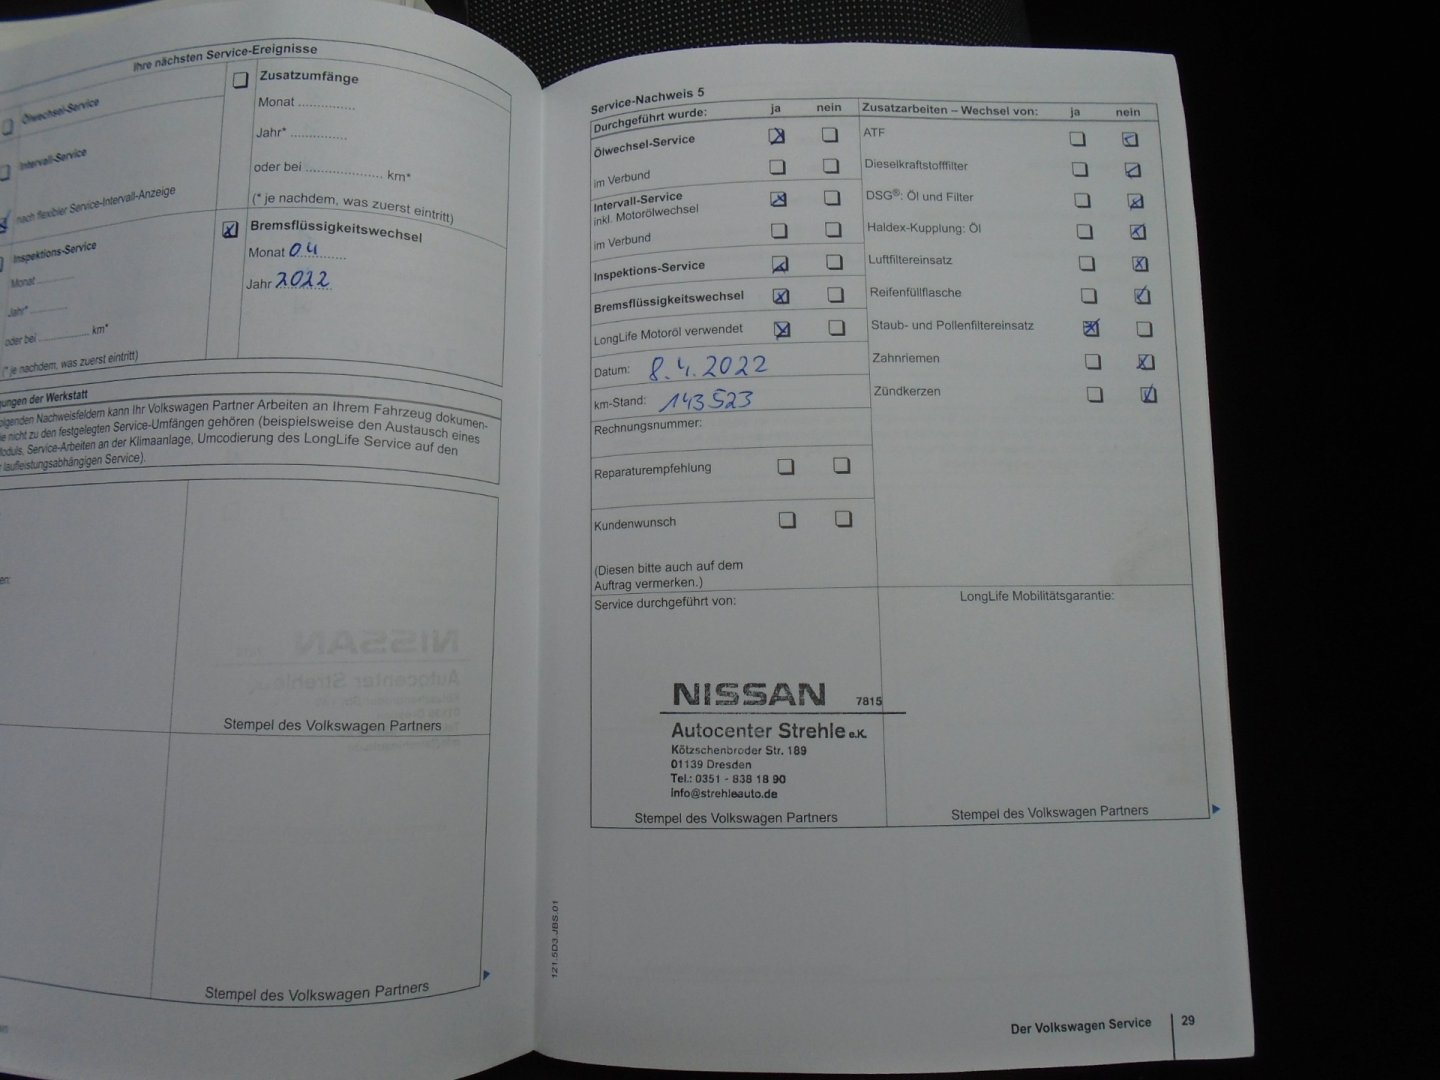 Ihre nächsten Service-Ereignisse
Ölwechsel-Service
Intervall-Service
nach flexibler Service-Intervall-Anzeige
Inspektions-Service
Monat
Jahr*
oder bei km*
(* je nachdem, was zuerst eintritt)
Zusatzumfänge
Monat
Jahr*
oder bei km*
(* je nachdem, was zuerst eintritt)
Bremsflüssigkeitswechsel
Monat 04
Jahr 2022
der Werkstatt
Nachweisfeldern kann Ihr Volkswagen Partner Arbeiten an Ihrem Fahrzeug dokumen-
nicht zu den festgelegten Service-Umfängen gehören (beispielsweise den Austausch eines
Service-Arbeiten an der Klimaanlage, Umcodierung des LongLife Service auf den
laufleistungsabhängigen Service).
Stempel des Volkswagen Partners
Stempel des Volkswagen Partners
Service-Nachweis 5
Durchgeführt wurde: ja nein
Ölwechsel-Service
im Verbund
Intervall-Service
inkl. Motorölwechsel
im Verbund
Inspektions-Service
Bremsflüssigkeitswechsel
LongLife Motoröl verwendet
Datum: 8.4.2022
km-Stand: 143523
Rechnungsnummer:
Reparaturempfehlung
Kundenwunsch
(Diesen bitte auch auf dem
Auftrag vermerken.)
Zusatzarbeiten – Wechsel von: ja nein
ATF
Dieselkraftstofffilter
DSG®: Öl und Filter
Haldex-Kupplung: Öl
Luftfiltereinsatz
Reifenfüllflasche
Staub- und Pollenfiltereinsatz
Zahnriemen
Zündkerzen
Service durchgeführt von:
NISSAN 7815
Autocenter Strehle e.K.
Kötzschenbroder Str. 189
01139 Dresden
Tel.: 0351 - 838 18 90
info@strehleauto.de
Stempel des Volkswagen Partners
LongLife Mobilitätsgarantie:
Stempel des Volkswagen Partners
121.5D3.JBS.01
Der Volkswagen Service 29